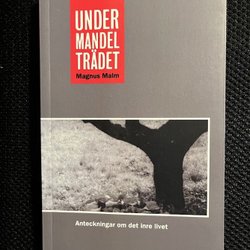 UNDER
MANDEL
TRÄDET
Magnus Malm
Anteckningar om det inre livet